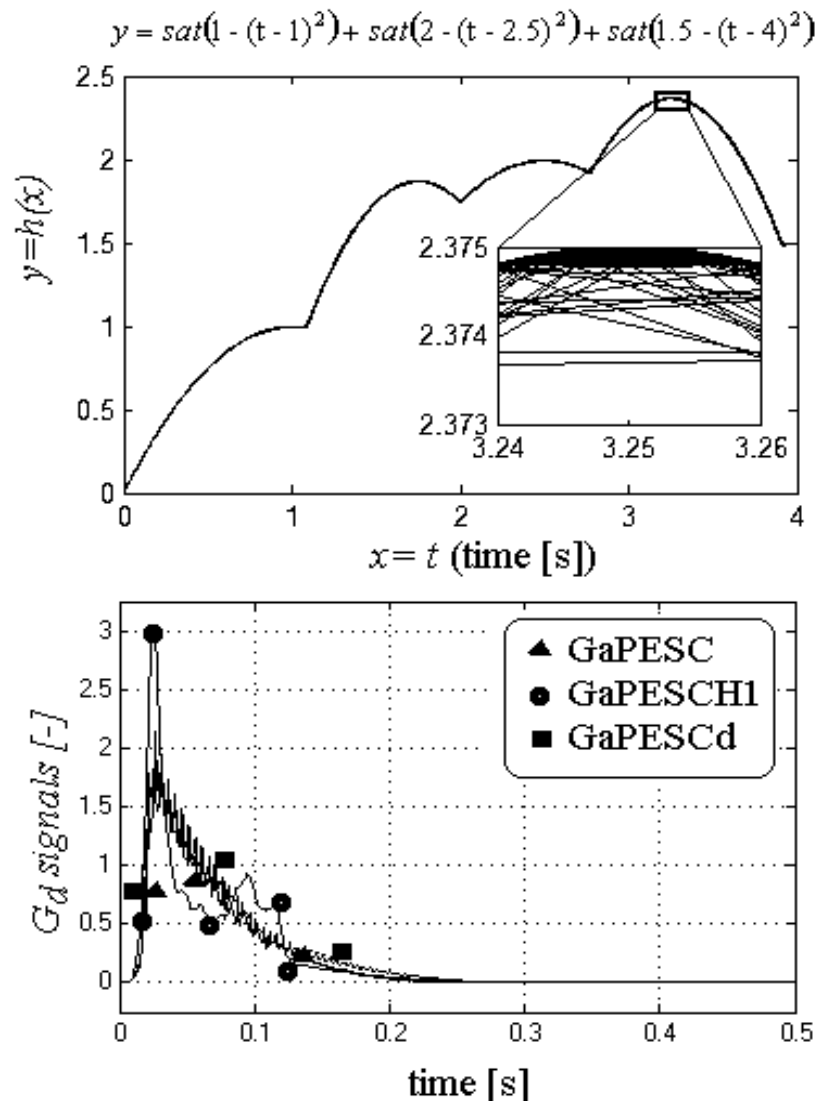 y = sat(1 - (t - 1)²) + sat(2 - (t - 2.5)²) + sat(1.5 - (t - 4)²)
2.5
2
1.5
1
0.5
0
y=h(x)
2.375
2.374
2.373
3.24 3.25 3.26
0 1 2 3 4
x = t (time [s])
3
2.5
2
1.5
1
0.5
0
Gd signals [-]
GaPESC
GaPESCH1
GaPESCd
0 0.1 0.2 0.3 0.4 0.5
time [s]